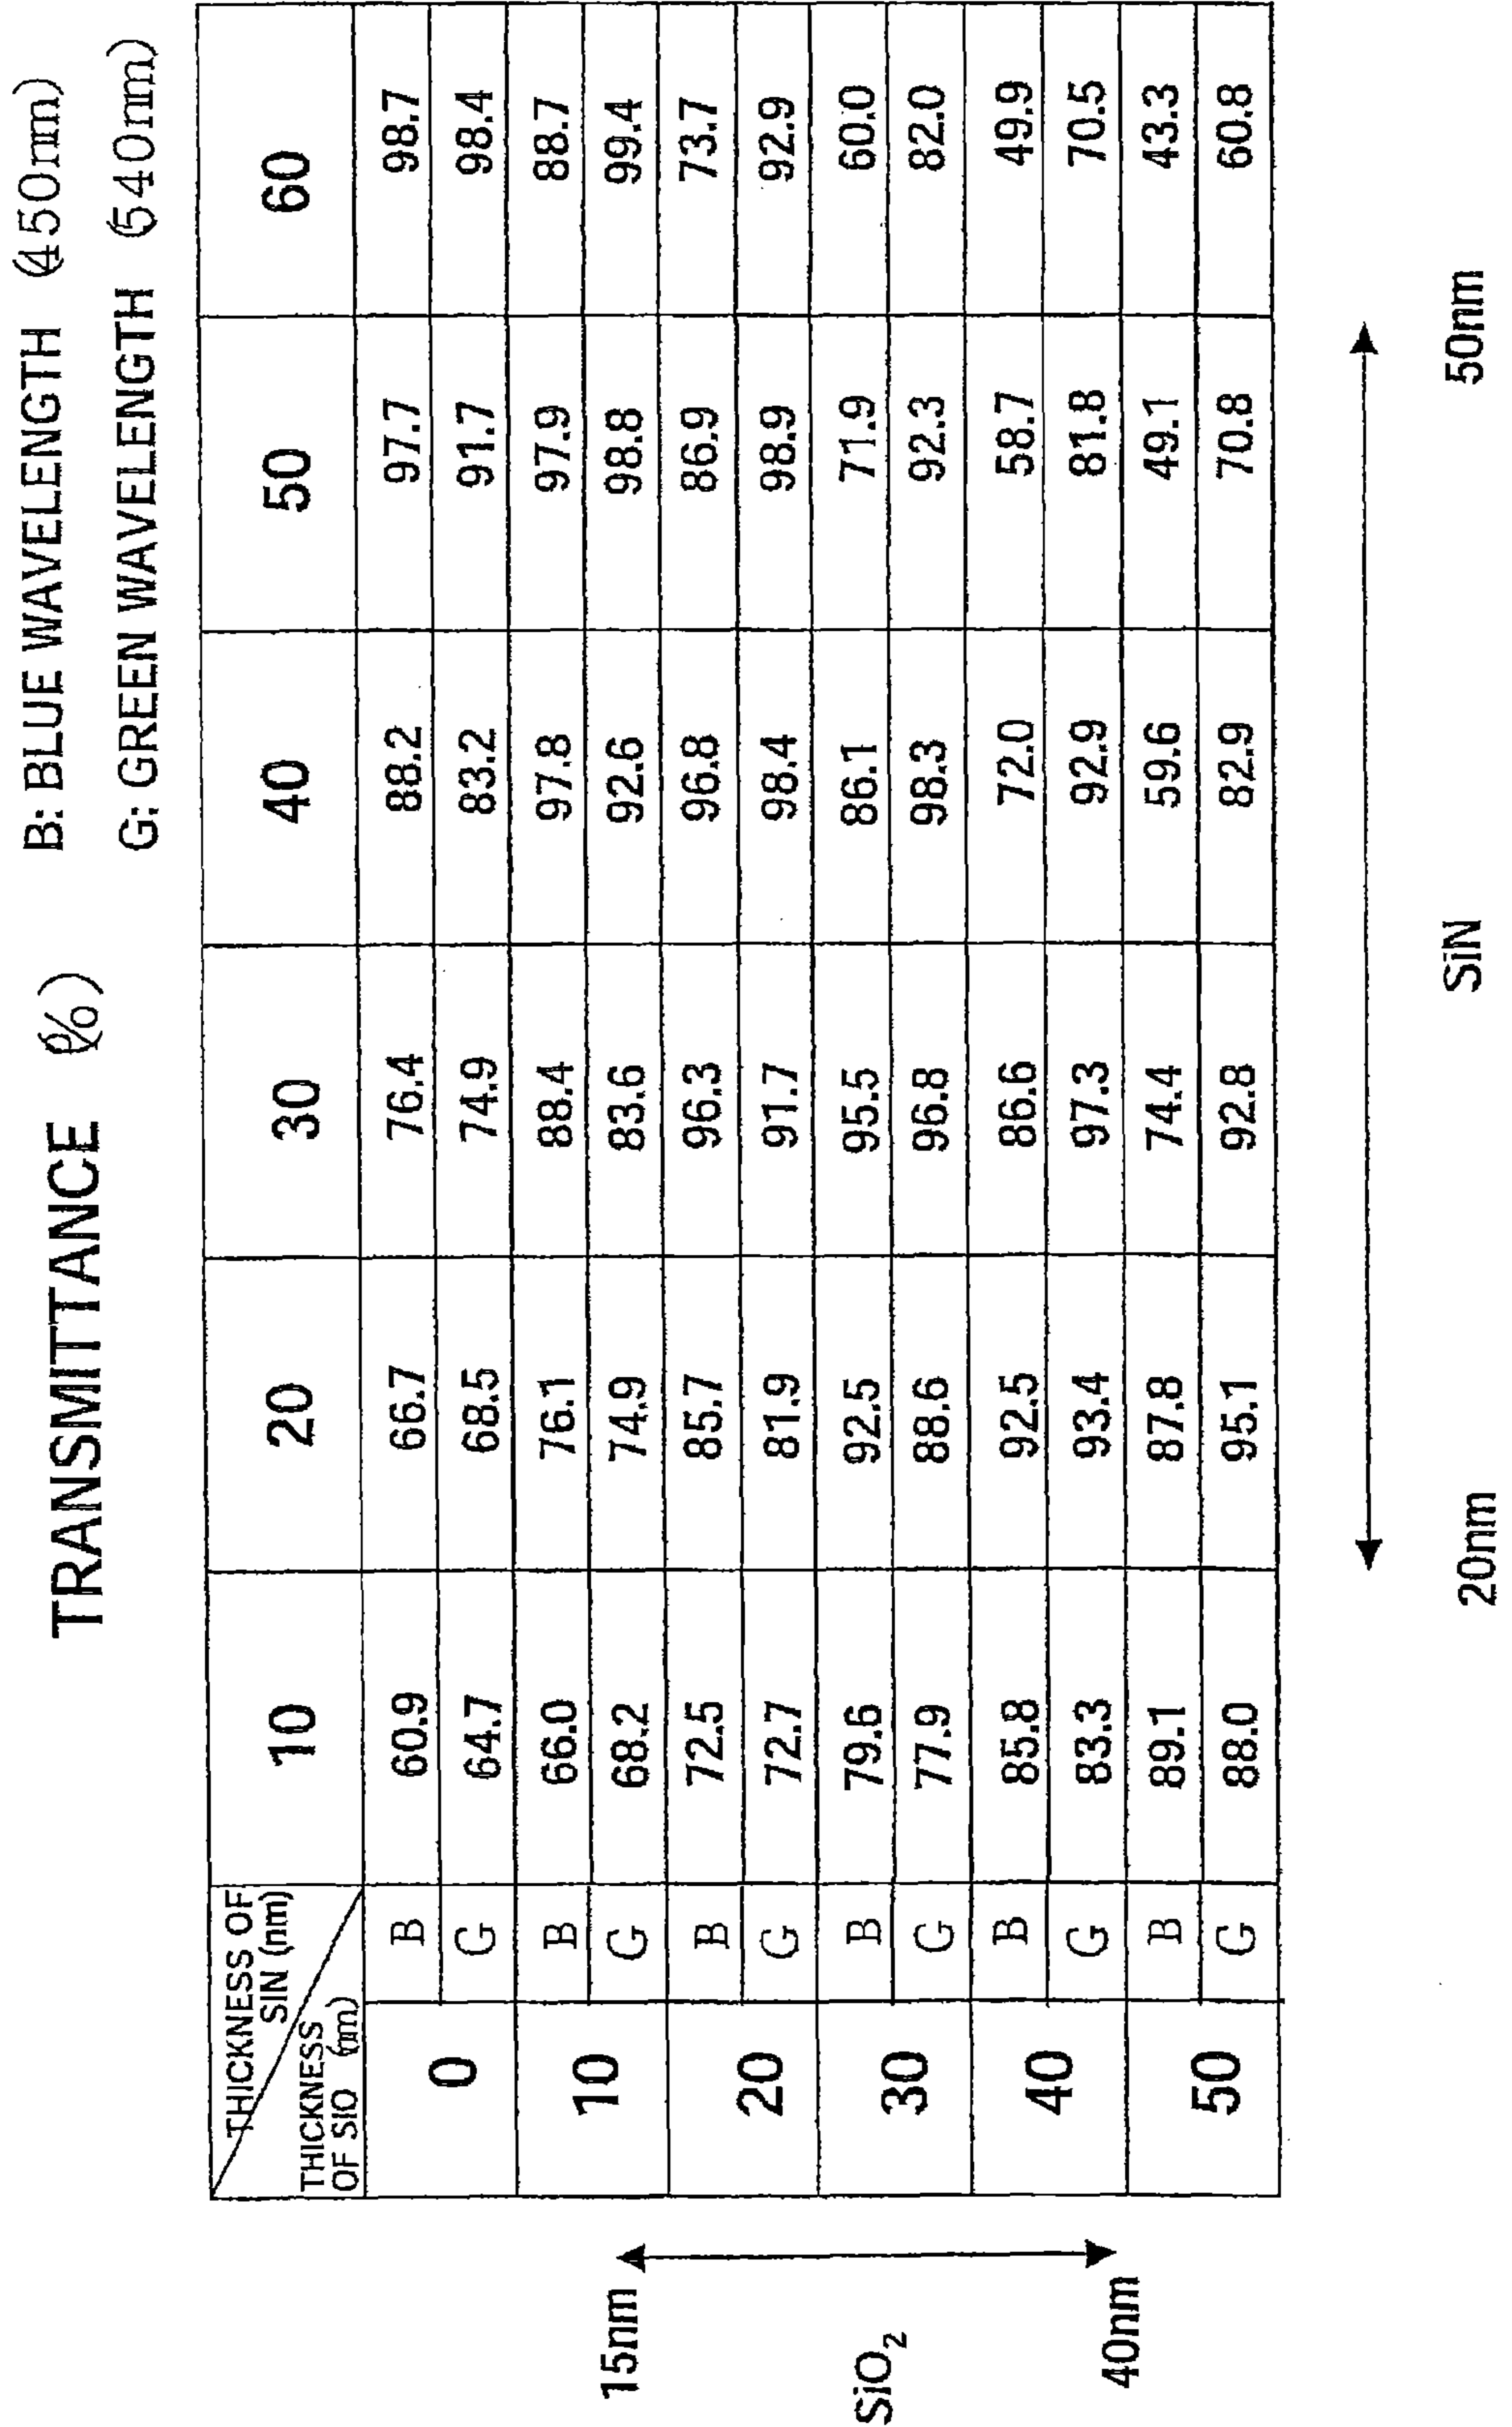 TRANSMITTANCE (%)
B: BLUE WAVELENGTH (450nm)
G: GREEN WAVELENGTH (540nm)
THICKNESS OF SIN (nm)
THICKNESS OF SIO (nm)
10 20 30 40 50 60
0 B 60.9 66.7 76.4 88.2 97.7 98.7
G 64.7 68.5 74.9 83.2 91.7 98.4
10 B 66.0 76.1 88.4 97.8 97.9 88.7
G 68.2 74.9 83.6 92.6 98.8 99.4
20 B 72.5 85.7 96.3 96.8 86.9 73.7
G 72.7 81.9 91.7 98.4 98.9 92.9
30 B 79.6 92.5 95.5 86.1 71.9 60.0
G 77.9 88.6 96.8 98.3 92.3 82.0
40 B 85.8 92.5 86.6 72.0 58.7 49.9
G 83.3 93.4 97.3 92.9 81.8 70.5
50 B 89.1 87.8 74.4 59.6 49.1 43.3
G 88.0 95.1 92.8 82.9 70.8 60.8
15nm
SiO₂
40nm
20nm SiN 50nm